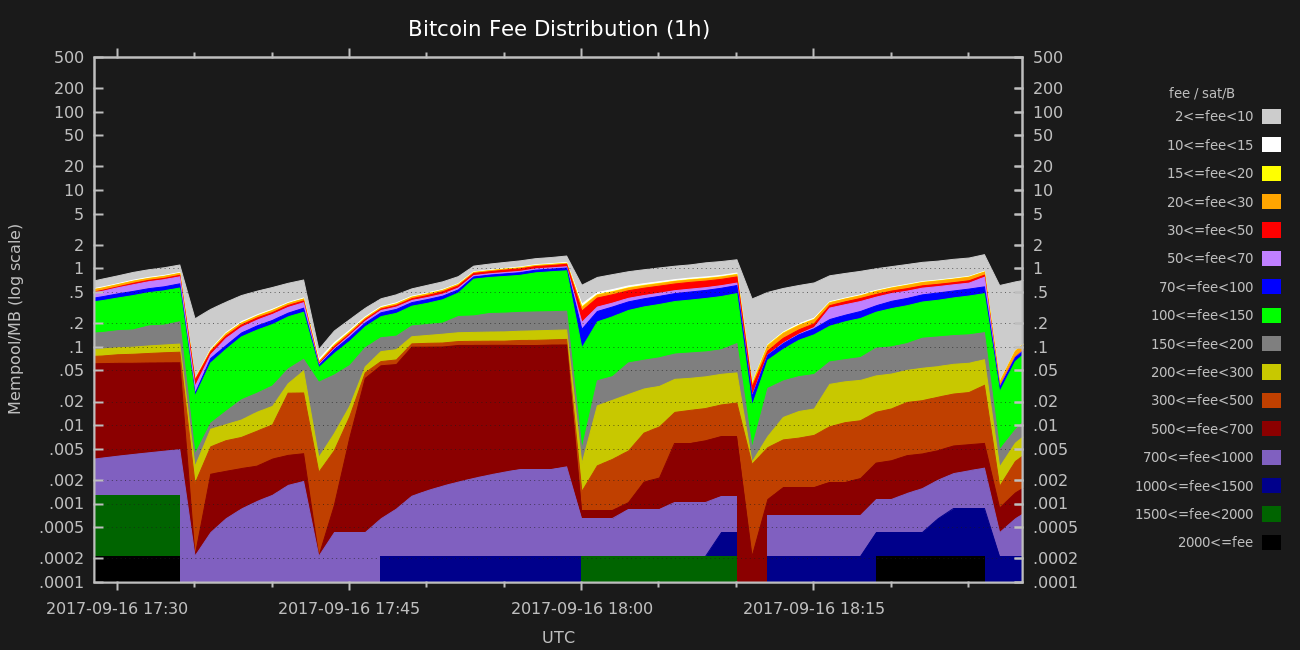 Bitcoin Fee Distribution (1h)
500
200
100
50
20
10
5
2
1
.5
.2
.1
.05
.02
.01
.005
.002
.001
.0005
.0002
.0001
Mempool/MB (log scale)
500
200
100
50
20
10
5
2
1
.5
.2
.1
.05
.02
.01
.005
.002
.001
.0005
.0002
.0001
2017-09-16 17:30
2017-09-16 17:45
2017-09-16 18:00
2017-09-16 18:15
UTC
fee / sat/B
2<=fee<10
10<=fee<15
15<=fee<20
20<=fee<30
30<=fee<50
50<=fee<70
70<=fee<100
100<=fee<150
150<=fee<200
200<=fee<300
300<=fee<500
500<=fee<700
700<=fee<1000
1000<=fee<1500
1500<=fee<2000
2000<=fee